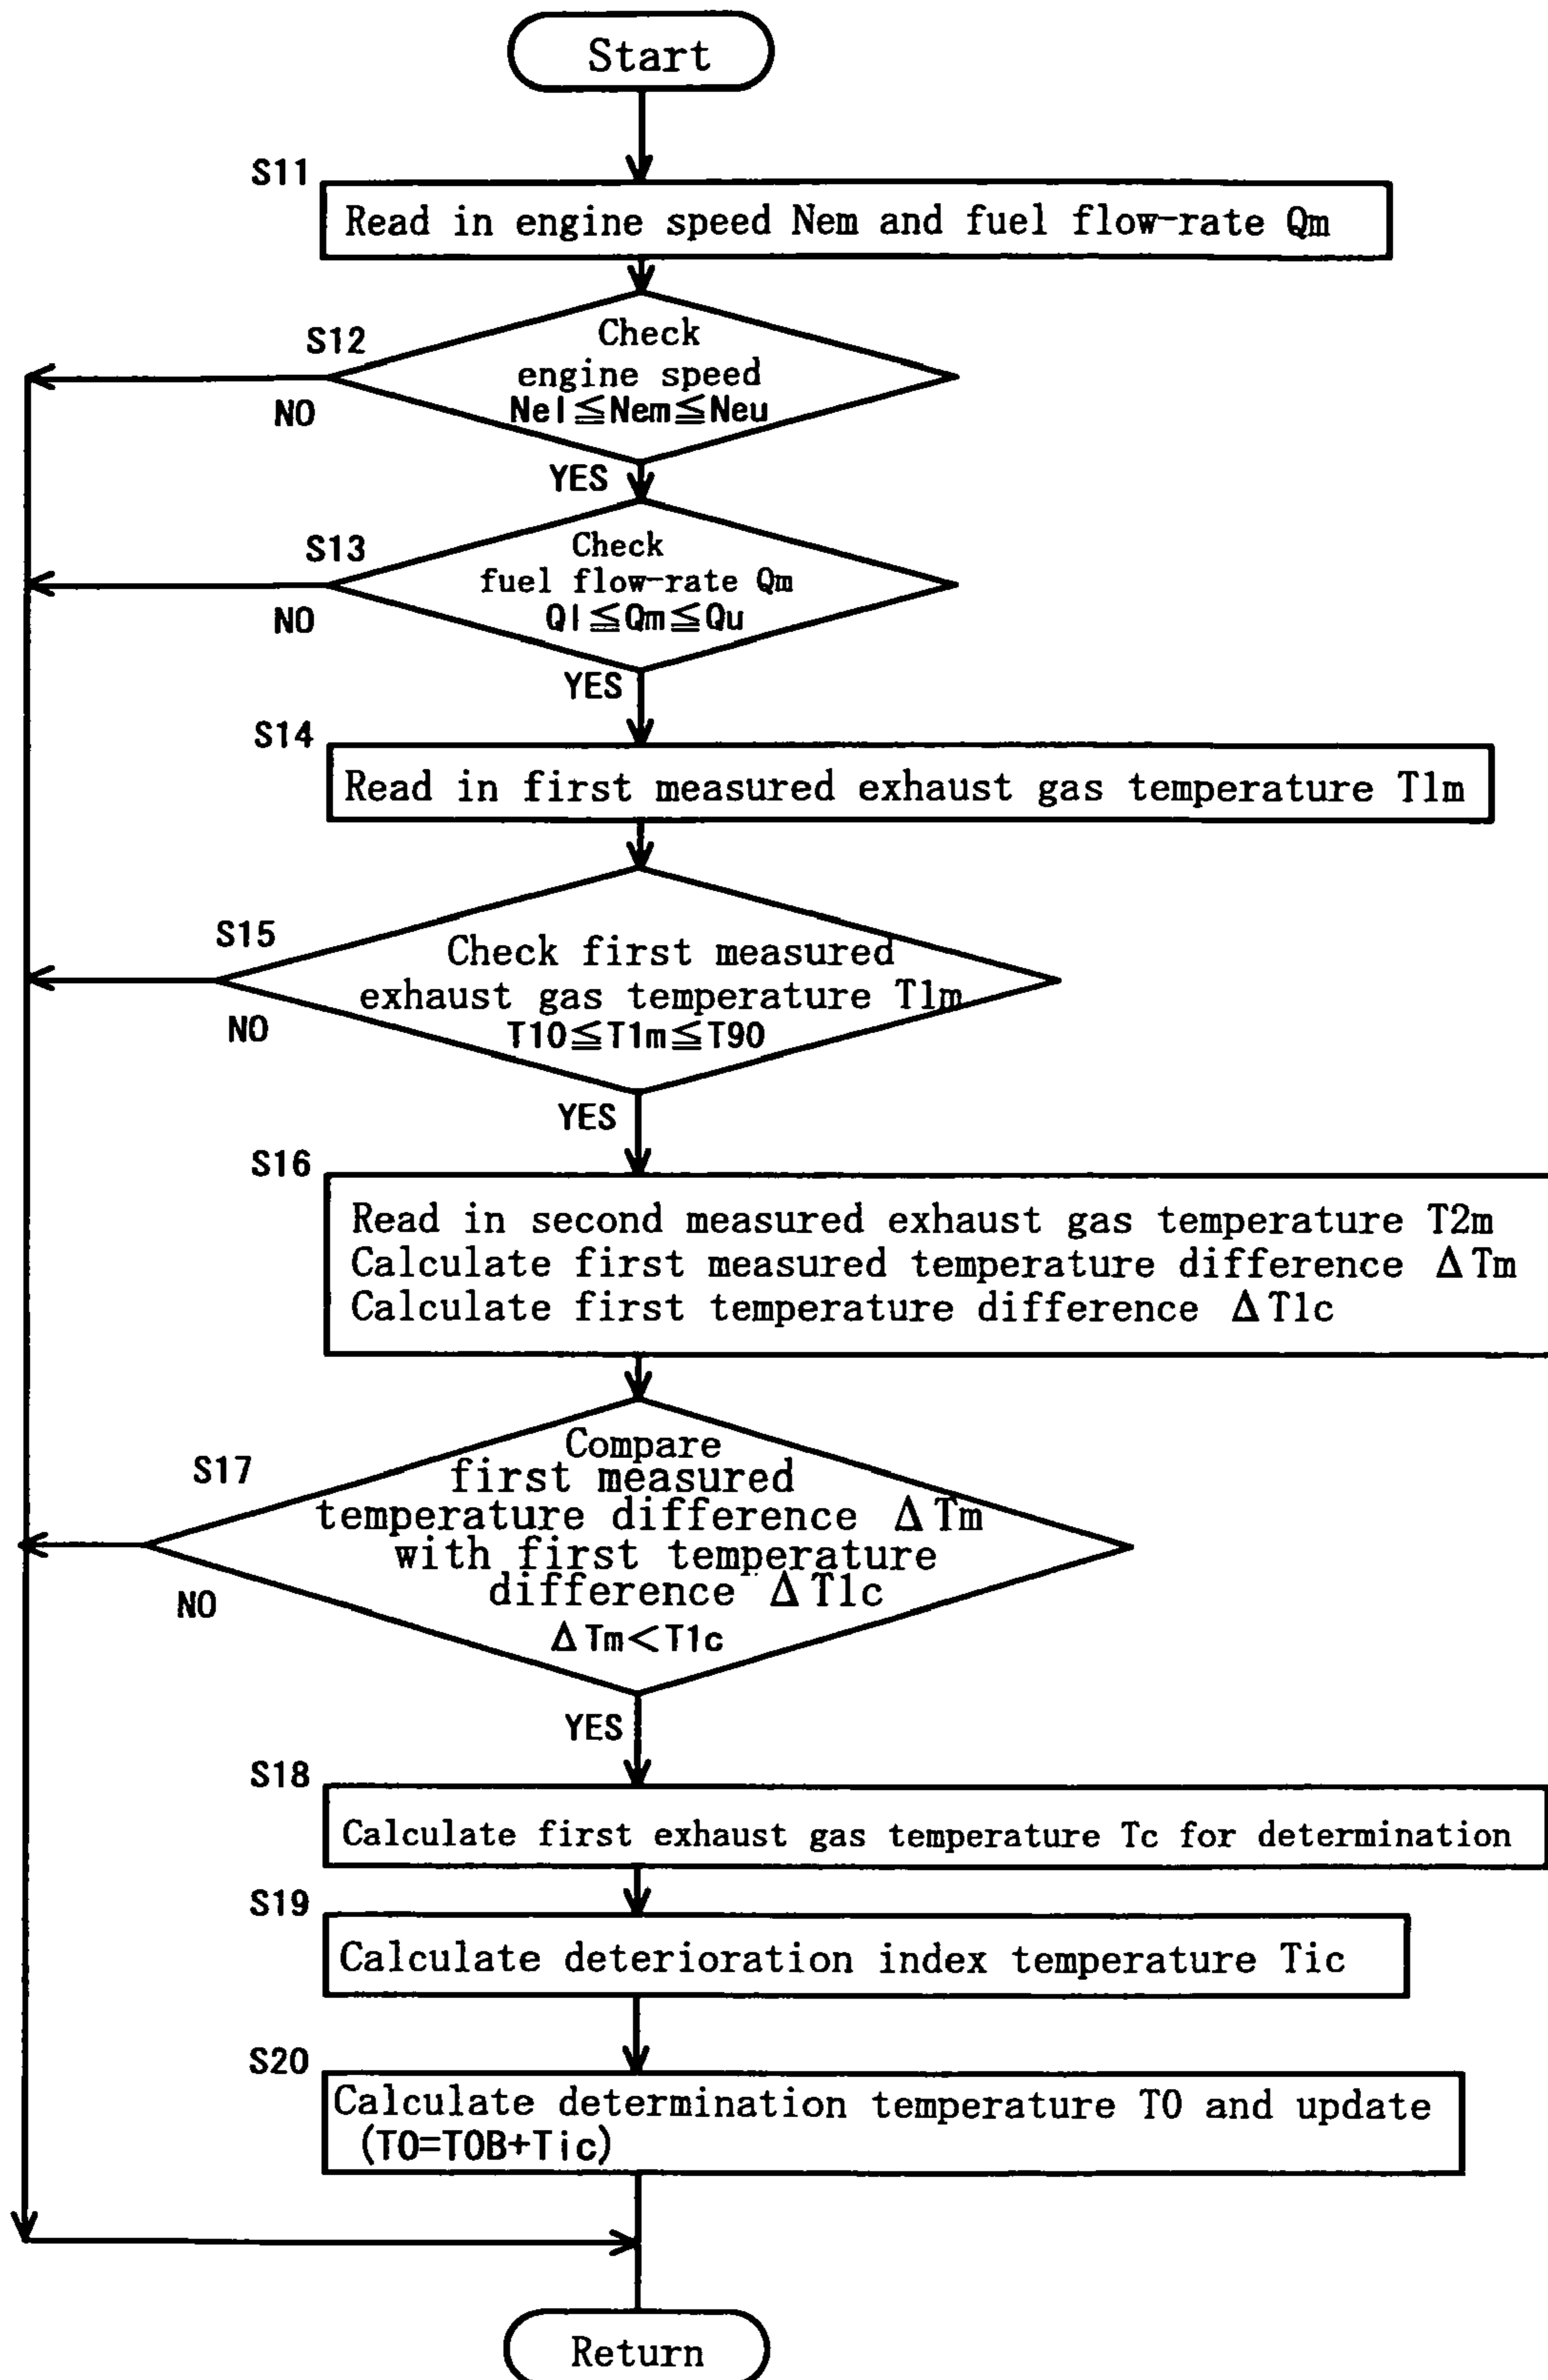 Start
S11
Read in engine speed Nem and fuel flow-rate Qm
S12
Check
engine speed
Nel≦Nem≦Neu
NO
YES
S13
Check
fuel flow-rate Qm
Ql≦Qm≦Qu
NO
YES
S14
Read in first measured exhaust gas temperature T1m
S15
Check first measured
exhaust gas temperature T1m
T10≦T1m≦T90
NO
YES
S16
Read in second measured exhaust gas temperature T2m
Calculate first measured temperature difference ΔTm
Calculate first temperature difference ΔT1c
S17
Compare
first measured
temperature difference ΔTm
with first temperature
difference ΔT1c
ΔTm<T1c
NO
YES
S18
Calculate first exhaust gas temperature Tc for determination
S19
Calculate deterioration index temperature Tic
S20
Calculate determination temperature T0 and update
(T0=T0B+Tic)
Return